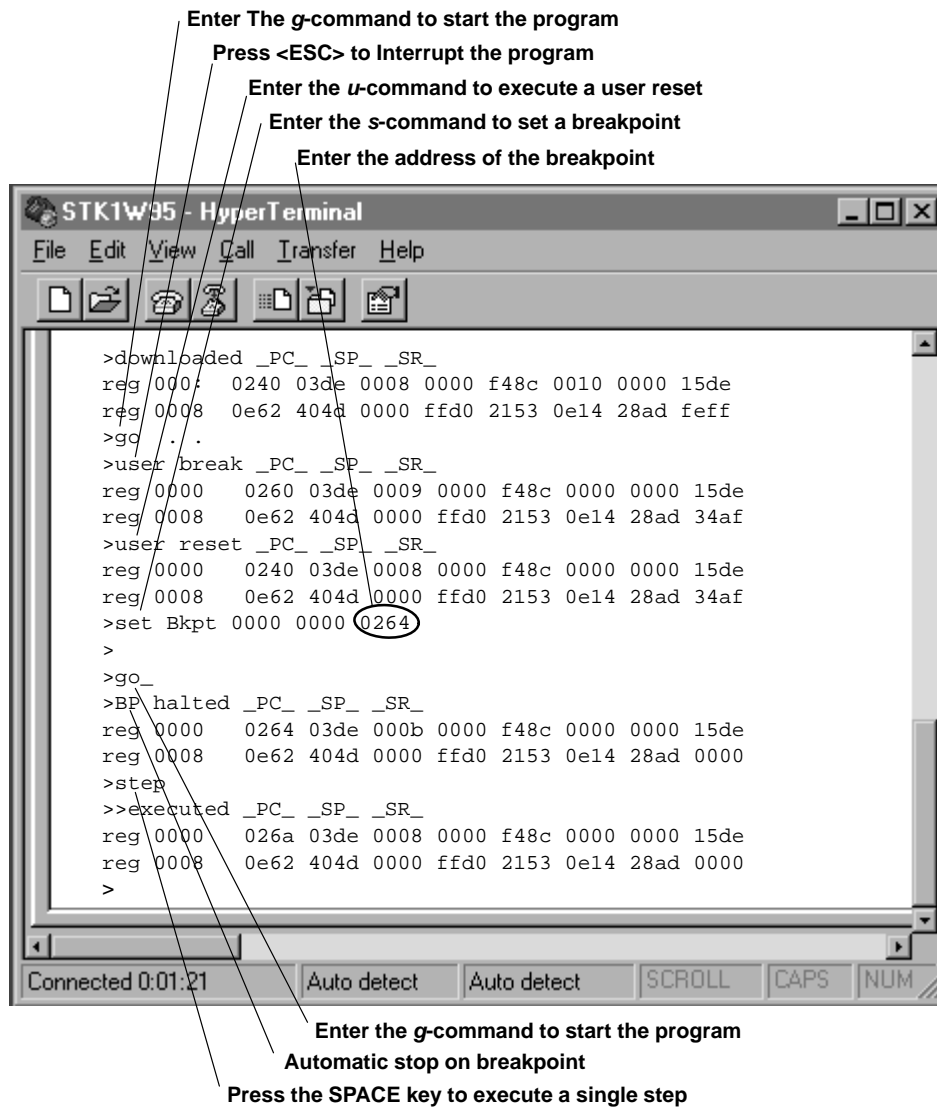 Enter The g-command to start the program
Press <ESC> to Interrupt the program
Enter the u-command to execute a user reset
Enter the s-command to set a breakpoint
Enter the address of the breakpoint
STK1W95 - HyperTerminal
File Edit View Call Transfer Help
>downloaded _PC_ _SP_ _SR_
reg 000: 0240 03de 0008 0000 f48c 0010 0000 15de
reg 0008 0e62 404d 0000 ffd0 2153 0e14 28ad feff
>go . .
>user break _PC_ _SP_ _SR_
reg 0000 0260 03de 0009 0000 f48c 0000 0000 15de
reg 0008 0e62 404d 0000 ffd0 2153 0e14 28ad 34af
>user reset _PC_ _SP_ _SR_
reg 0000 0240 03de 0008 0000 f48c 0000 0000 15de
reg 0008 0e62 404d 0000 ffd0 2153 0e14 28ad 34af
>set Bkpt 0000 0000 0264
>
>go_
>BP halted _PC_ _SP_ _SR_
reg 0000 0264 03de 000b 0000 f48c 0000 0000 15de
reg 0008 0e62 404d 0000 ffd0 2153 0e14 28ad 0000
>step
>>executed _PC_ _SP_ _SR_
reg 0000 026a 03de 0008 0000 f48c 0000 0000 15de
reg 0008 0e62 404d 0000 ffd0 2153 0e14 28ad 0000
>
Connected 0:01:21 Auto detect Auto detect SCROLL CAPS NUM
Enter the g-command to start the program
Automatic stop on breakpoint
Press the SPACE key to execute a single step